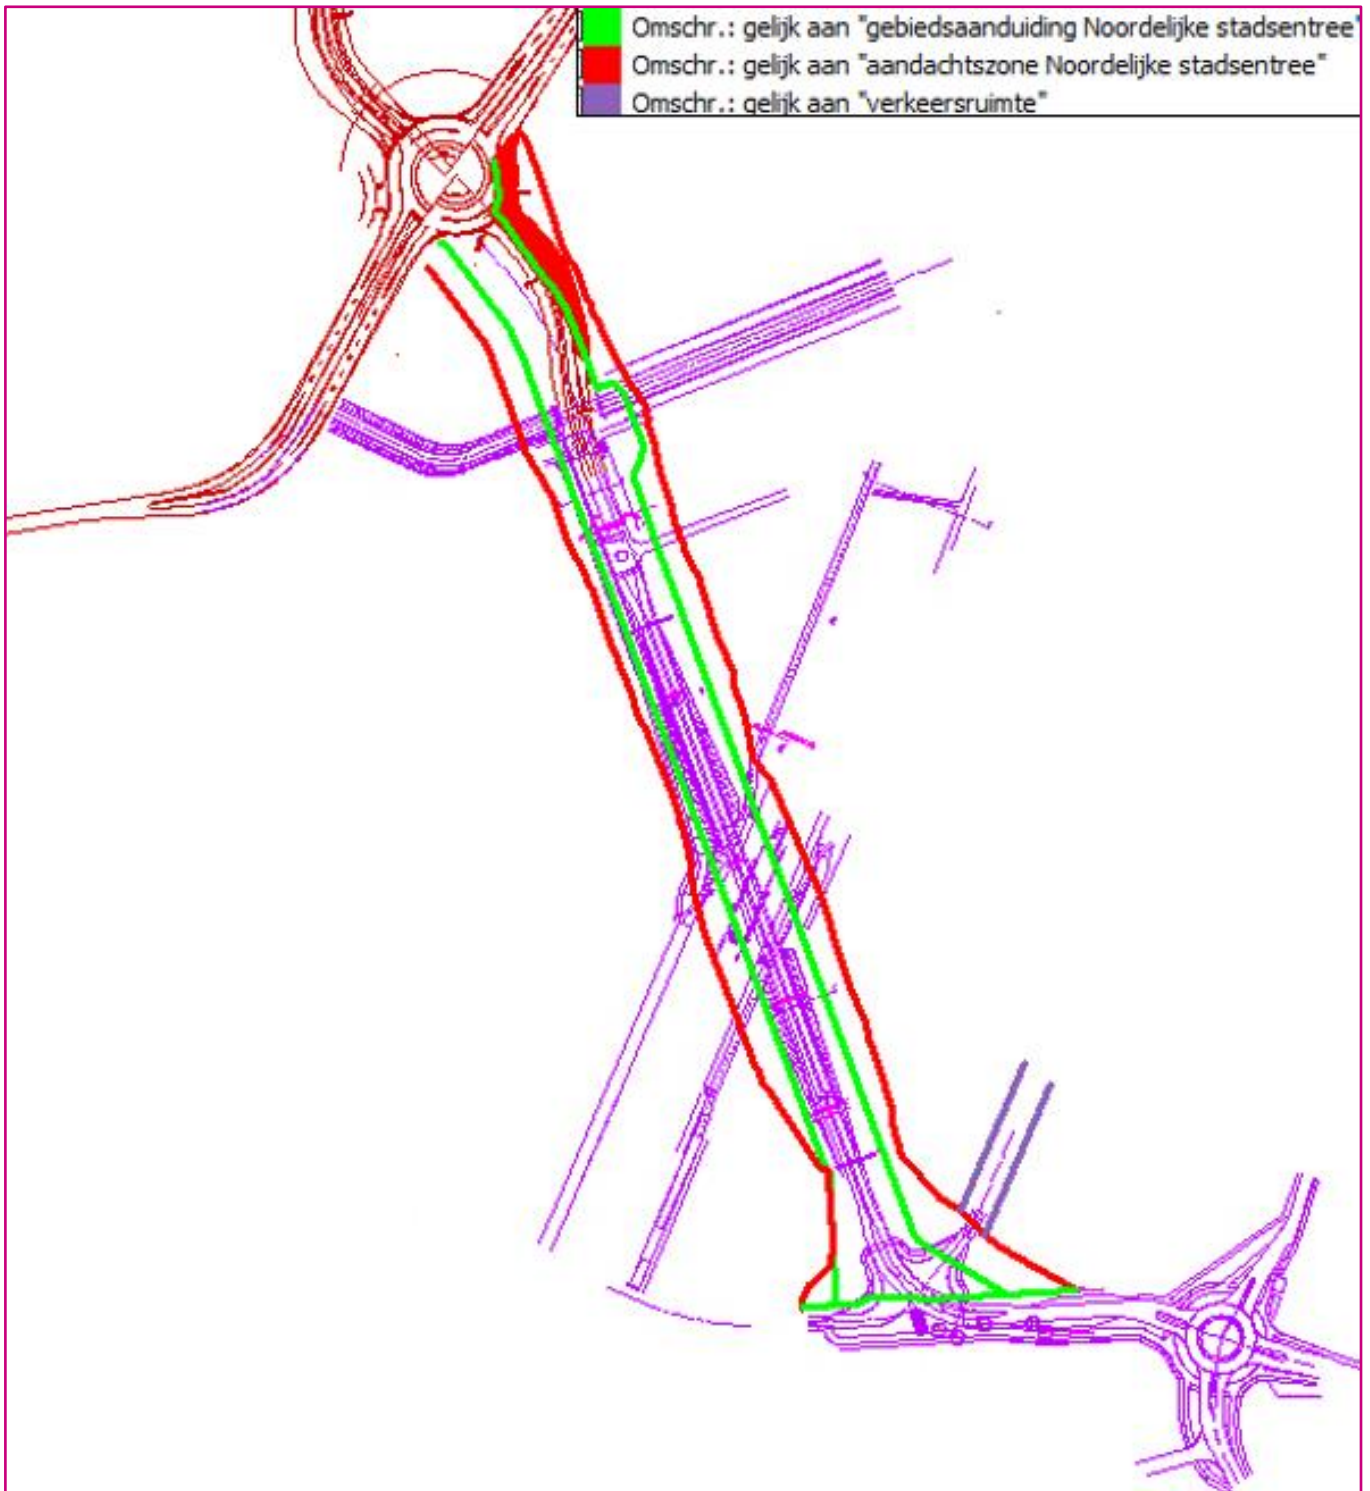 Omschr.: gelijk aan "gebiedsaanduiding Noordelijke stadsentree"
Omschr.: gelijk aan "aandachtszone Noordelijke stadsentree"
Omschr.: gelijk aan "verkeersruimte"